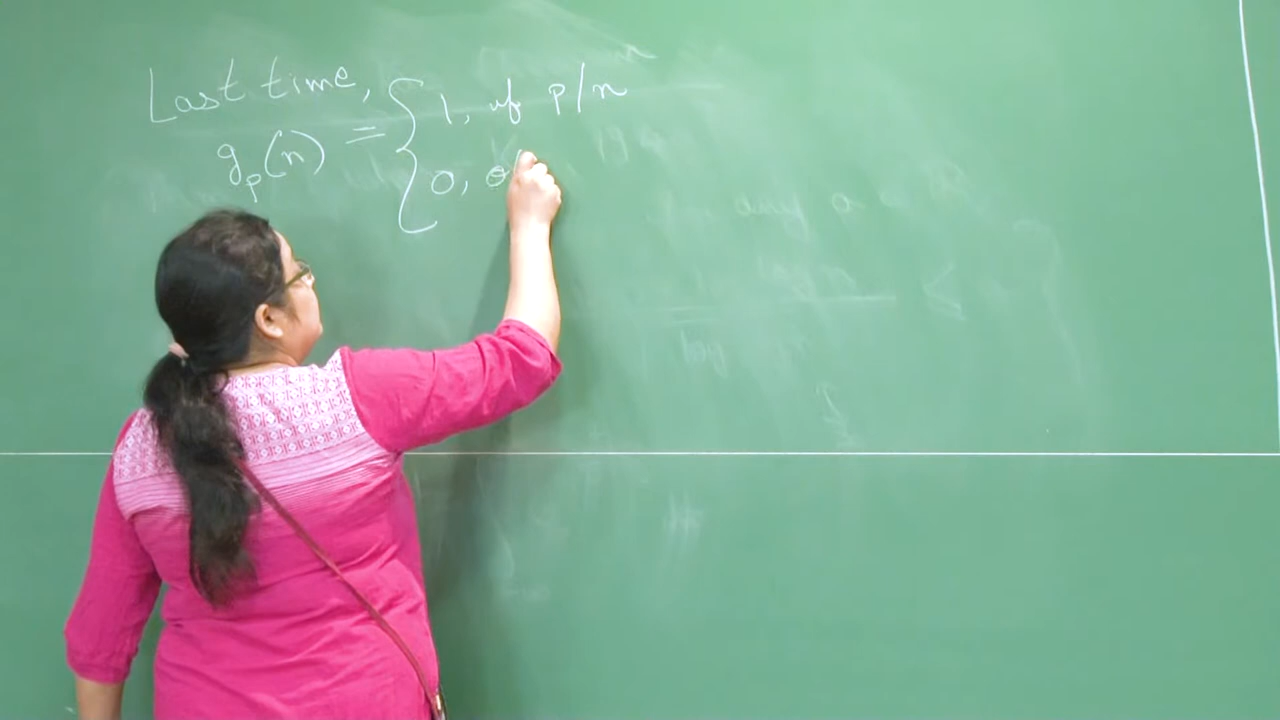 Last time,
g_p(n) = { 1, if p/n
0, o